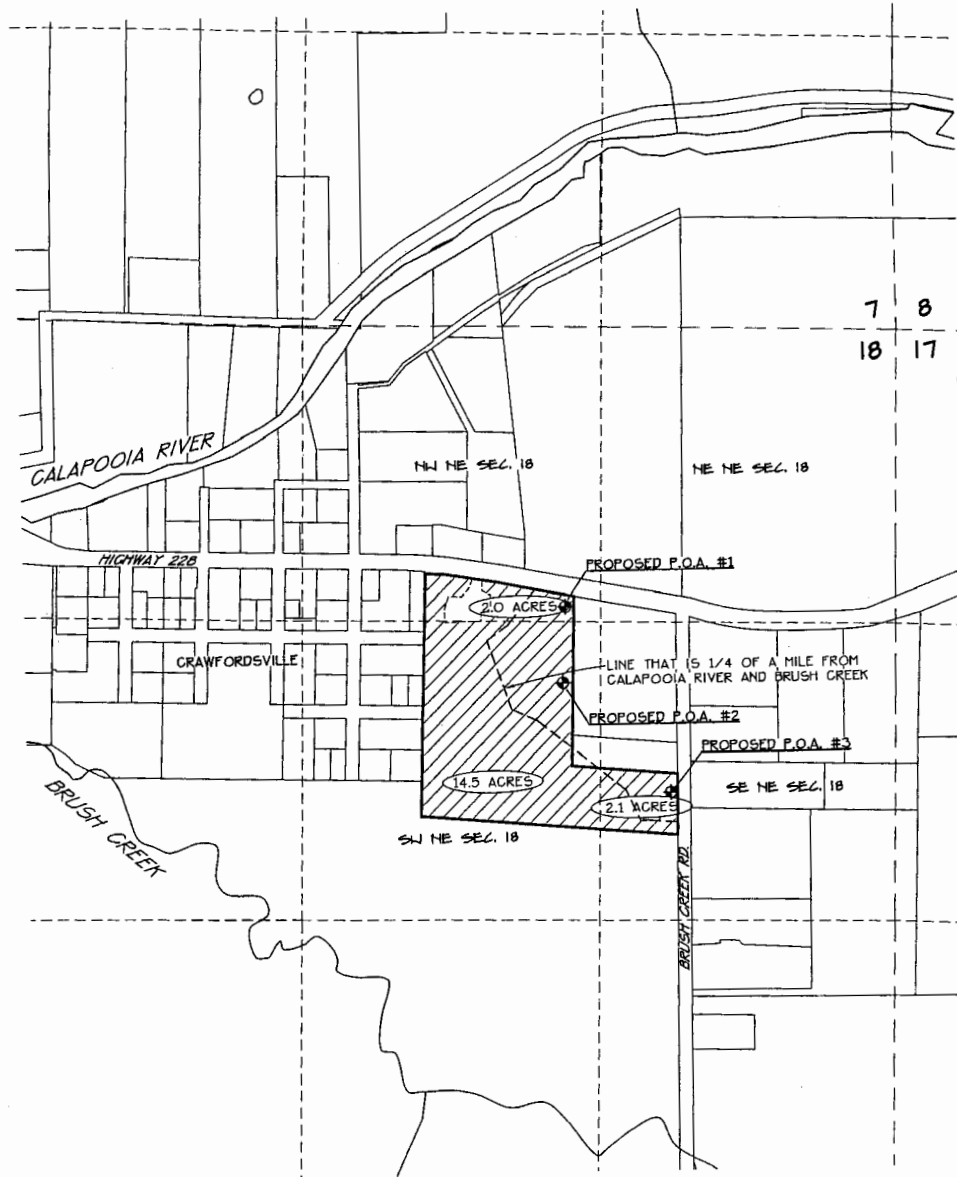 7 8
18 17
CALAPOOIA RIVER
NW NE SEC. 18
NE NE SEC. 18
HIGHWAY 228
PROPOSED P.O.A. #1
2.0 ACRES
CRAWFORDSVILLE
LINE THAT IS 1/4 OF A MILE FROM
CALAPOOIA RIVER AND BRUSH CREEK
PROPOSED P.O.A. #2
PROPOSED P.O.A. #3
14.5 ACRES
SE NE SEC. 18
2.1 ACRES
BRUSH CREEK
SW NE SEC. 18
BRUSH CREEK RD.